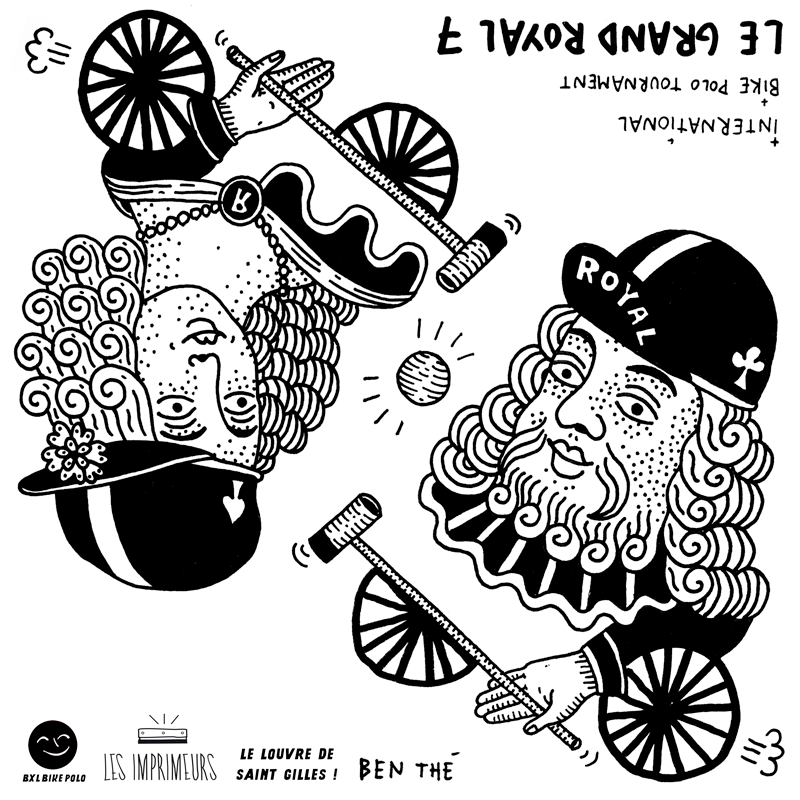 LE GRAND ROYAL 7
BIKE POLO TOURNAMENT
INTERNATIONAL
ROYAL
BXL BIKE POLO
LES IMPRIMEURS
LE LOUVRE DE
SAINT GILLES !
BEN THÉ